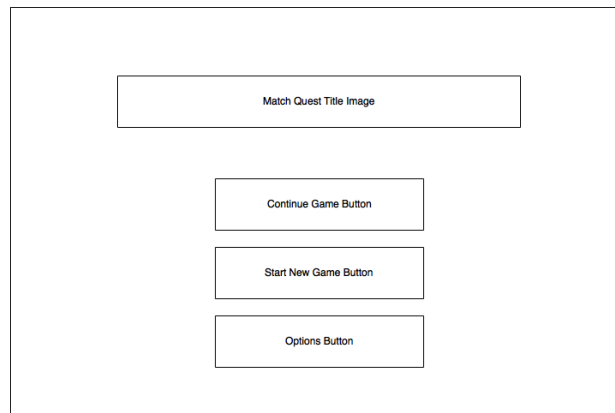 Match Quest Title Image
Continue Game Button
Start New Game Button
Options Button